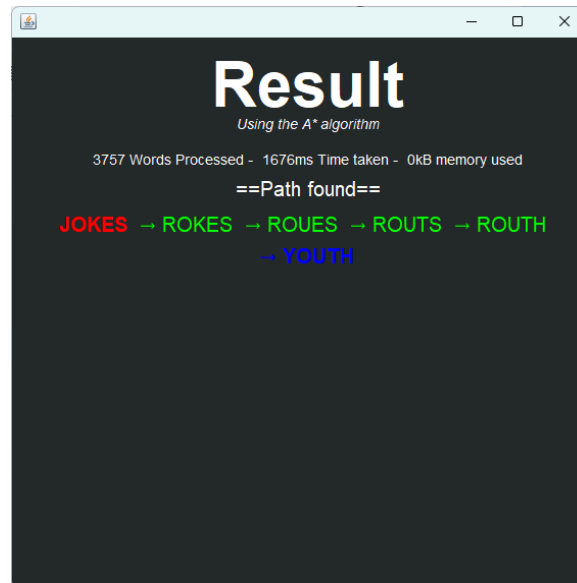 Result
Using the A* algorithm
3757 Words Processed - 1676ms Time taken - 0kB memory used
==Path found==
JOKES → ROKES → ROUES → ROUTS → ROUTH
→ YOUTH